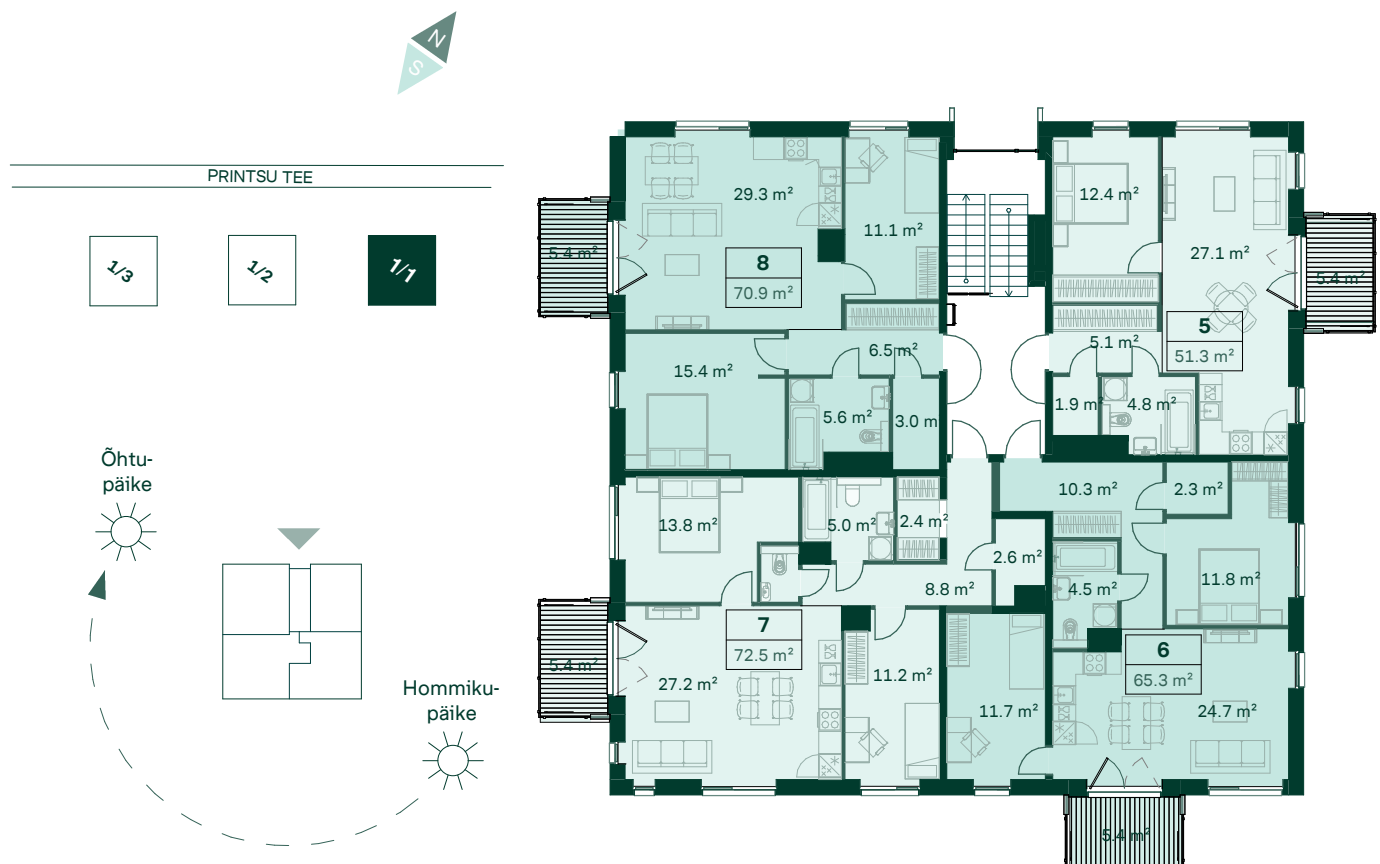 N
S
PRINTSU TEE
1/3
1/2
1/1
Õhtu-
päike
Hommiku-
päike
29.3 m²
11.1 m²
5.4 m²
8
70.9 m²
6.5 m²
15.4 m²
5.6 m²
3.0 m
12.4 m²
27.1 m²
5.4 m²
5
51.3 m²
5.1 m²
1.9 m²
4.8 m²
13.8 m²
5.0 m²
2.4 m²
2.6 m²
8.8 m²
7
72.5 m²
5.4 m²
27.2 m²
11.2 m²
10.3 m²
2.3 m²
11.8 m²
4.5 m²
6
65.3 m²
11.7 m²
24.7 m²
5.4 m²